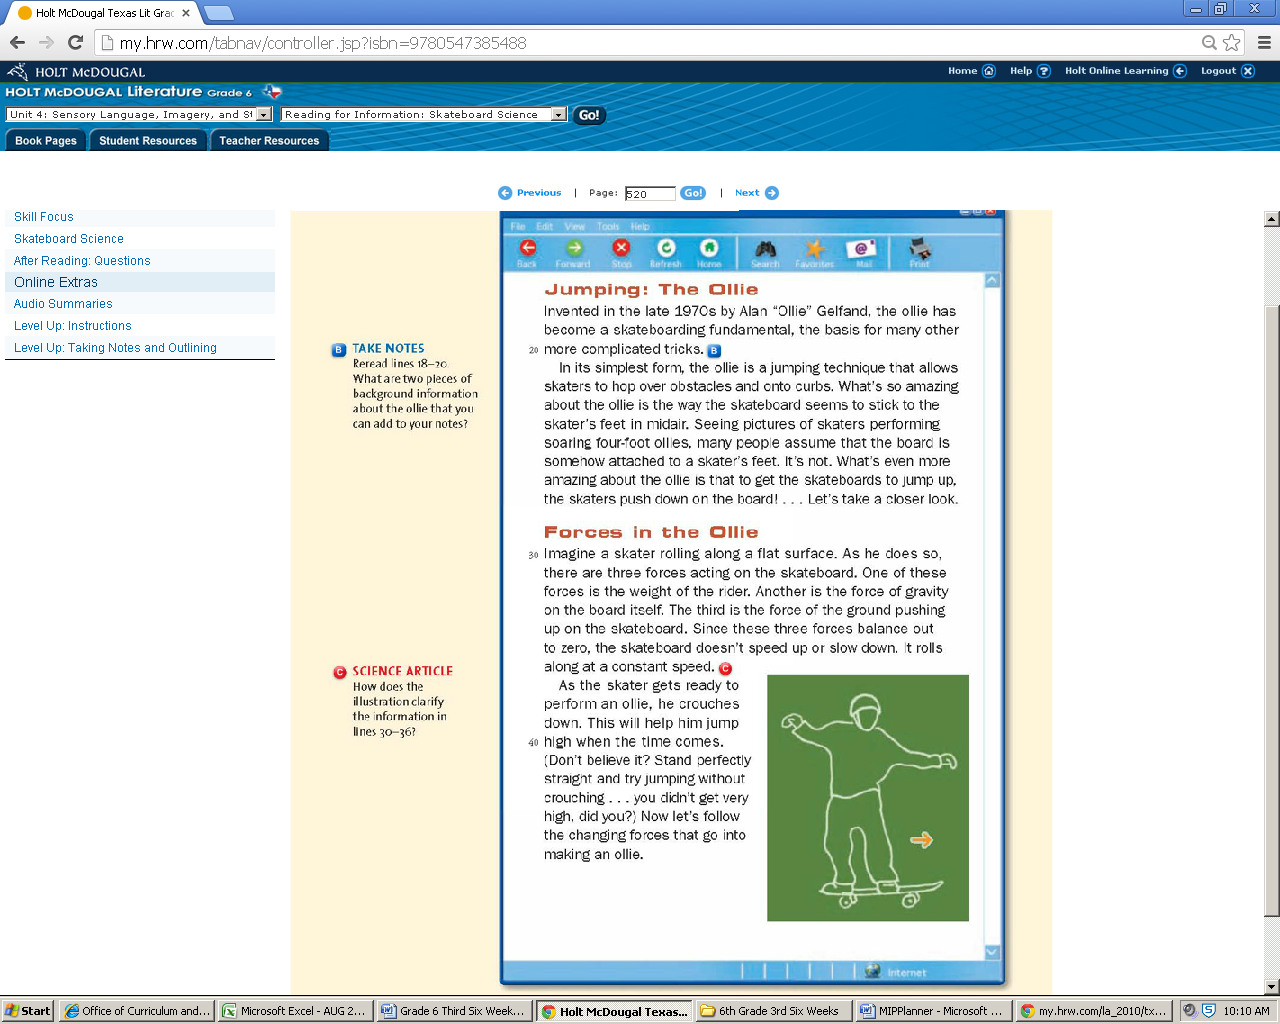 Holt McDougal Texas Lit Grac
my.hrw.com/tabnav/controller.jsp?isbn=9780547385488
HOLT McDOUGAL
Home Help ? Holt Online Learning Logout
HOLT McDOUGAL Literature Grade 6
Unit 4: Sensory Language, Imagery, and St Reading for Information: Skateboard Science Go!
Book Pages Student Resources Teacher Resources
Previous | Page: 520 Go! | Next
Skill Focus
Skateboard Science
After Reading: Questions
Online Extras
Audio Summaries
Level Up: Instructions
Level Up: Taking Notes and Outlining
File Edit View Tools Help
Back Forward Stop Refresh Home Search Favorites Mail Print
Jumping: The Ollie
Invented in the late 1970s by Alan “Ollie” Gelfand, the ollie has
become a skateboarding fundamental, the basis for many other
20 more complicated tricks. B
In its simplest form, the ollie is a jumping technique that allows
skaters to hop over obstacles and onto curbs. What’s so amazing
about the ollie is the way the skateboard seems to stick to the
skater’s feet in midair. Seeing pictures of skaters performing
soaring four-foot ollies, many people assume that the board is
somehow attached to a skater’s feet. It’s not. What’s even more
amazing about the ollie is that to get the skateboards to jump up,
the skaters push down on the board! . . . Let’s take a closer look.
B TAKE NOTES
Reread lines 18–20.
What are two pieces of
background information
about the ollie that you
can add to your notes?
Forces in the Ollie
30 Imagine a skater rolling along a flat surface. As he does so,
there are three forces acting on the skateboard. One of these
forces is the weight of the rider. Another is the force of gravity
on the board itself. The third is the force of the ground pushing
up on the skateboard. Since these three forces balance out
to zero, the skateboard doesn’t speed up or slow down. It rolls
along at a constant speed. C
C SCIENCE ARTICLE
How does the
illustration clarify
the information in
lines 30–36?
As the skater gets ready to
perform an ollie, he crouches
down. This will help him jump
40 high when the time comes.
(Don’t believe it? Stand perfectly
straight and try jumping without
crouching . . . you didn’t get very
high, did you?) Now let’s follow
the changing forces that go into
making an ollie.
Internet
Start Office of Curriculum and... Microsoft Excel - AUG 2... Grade 6 Third Six Week... Holt McDougal Texas... 6th Grade 3rd Six Weeks MIPPlanner - Microsoft ... my.hrw.com/la_2010/tx... 10:10 AM